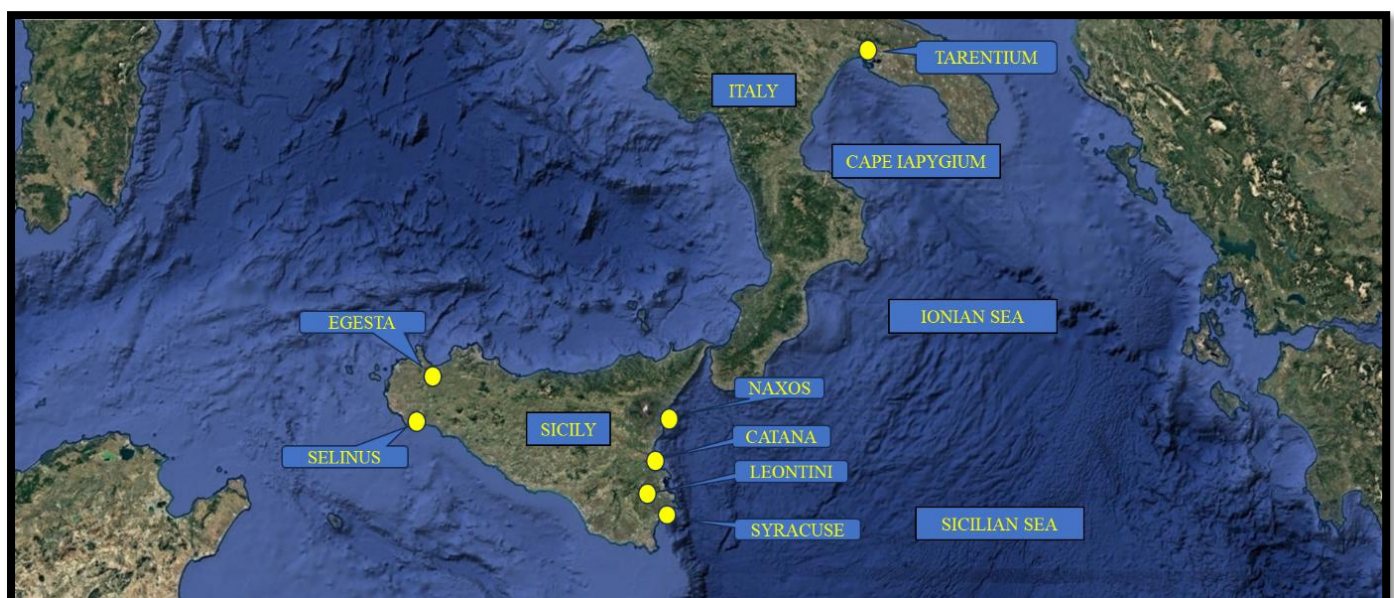 TARENTIUM
ITALY
CAPE IAPYGIUM
IONIAN SEA
EGESTA
NAXOS
SICILY
CATANA
SELINUS
LEONTINI
SICILIAN SEA
SYRACUSE